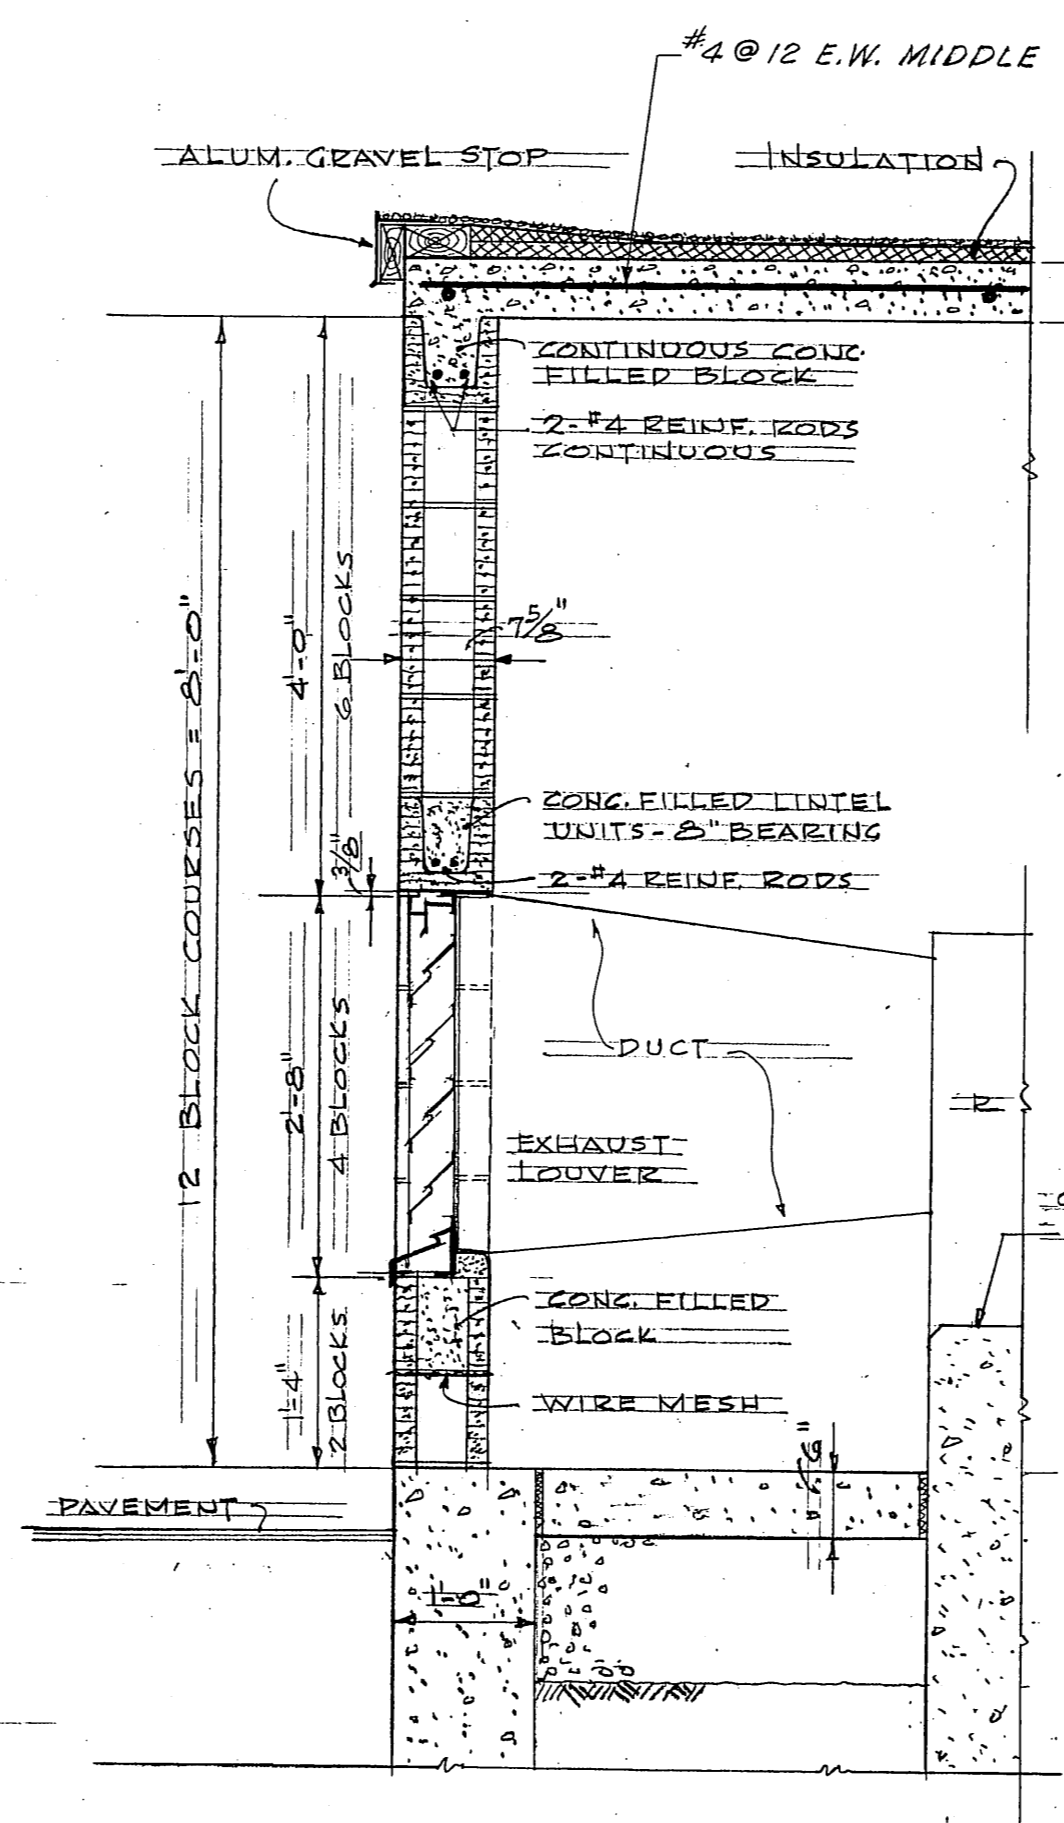 #4 @ 12 E.W. MIDDLE
ALUM. GRAVEL STOP
INSULATION
CONTINUOUS CONC.
FILLED BLOCK
2-#4 REINF. RODS
CONTINUOUS
12 BLOCK COURSES = 8'-0"
4'-0"
6 BLOCKS
7 5/8"
CONC. FILLED LINTEL
UNITS - 8" BEARING
3/8"
2-#4 REINF. RODS
DUCT
2'-8"
4 BLOCKS
R
EXHAUST
LOUVER
CONC. FILLED
BLOCK
1'-4"
2 BLOCKS
WIRE MESH
6"
PAVEMENT
1'-0"